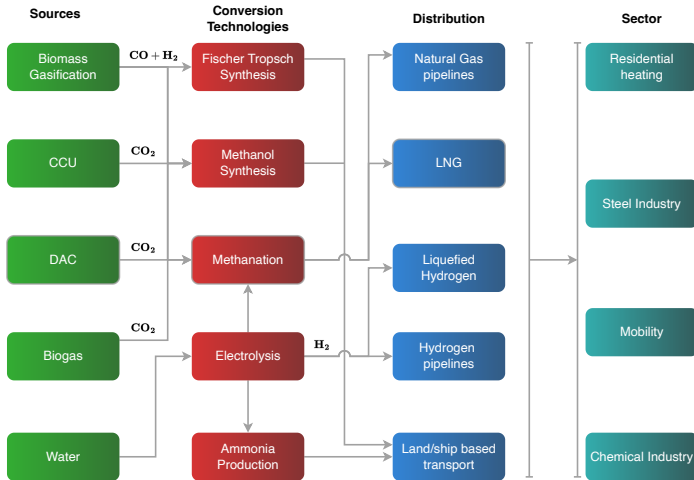 Sources
Conversion
Technologies
Distribution
Sector
Biomass
Gasification
CO + H₂
Fischer Tropsch
Synthesis
Natural Gas
pipelines
Residential
heating
CCU
CO₂
Methanol
Synthesis
LNG
Steel Industry
DAC
CO₂
Methanation
Liquefied
Hydrogen
Biogas
CO₂
Electrolysis
H₂
Hydrogen
pipelines
Mobility
Water
Ammonia
Production
Land/ship based
transport
Chemical Industry